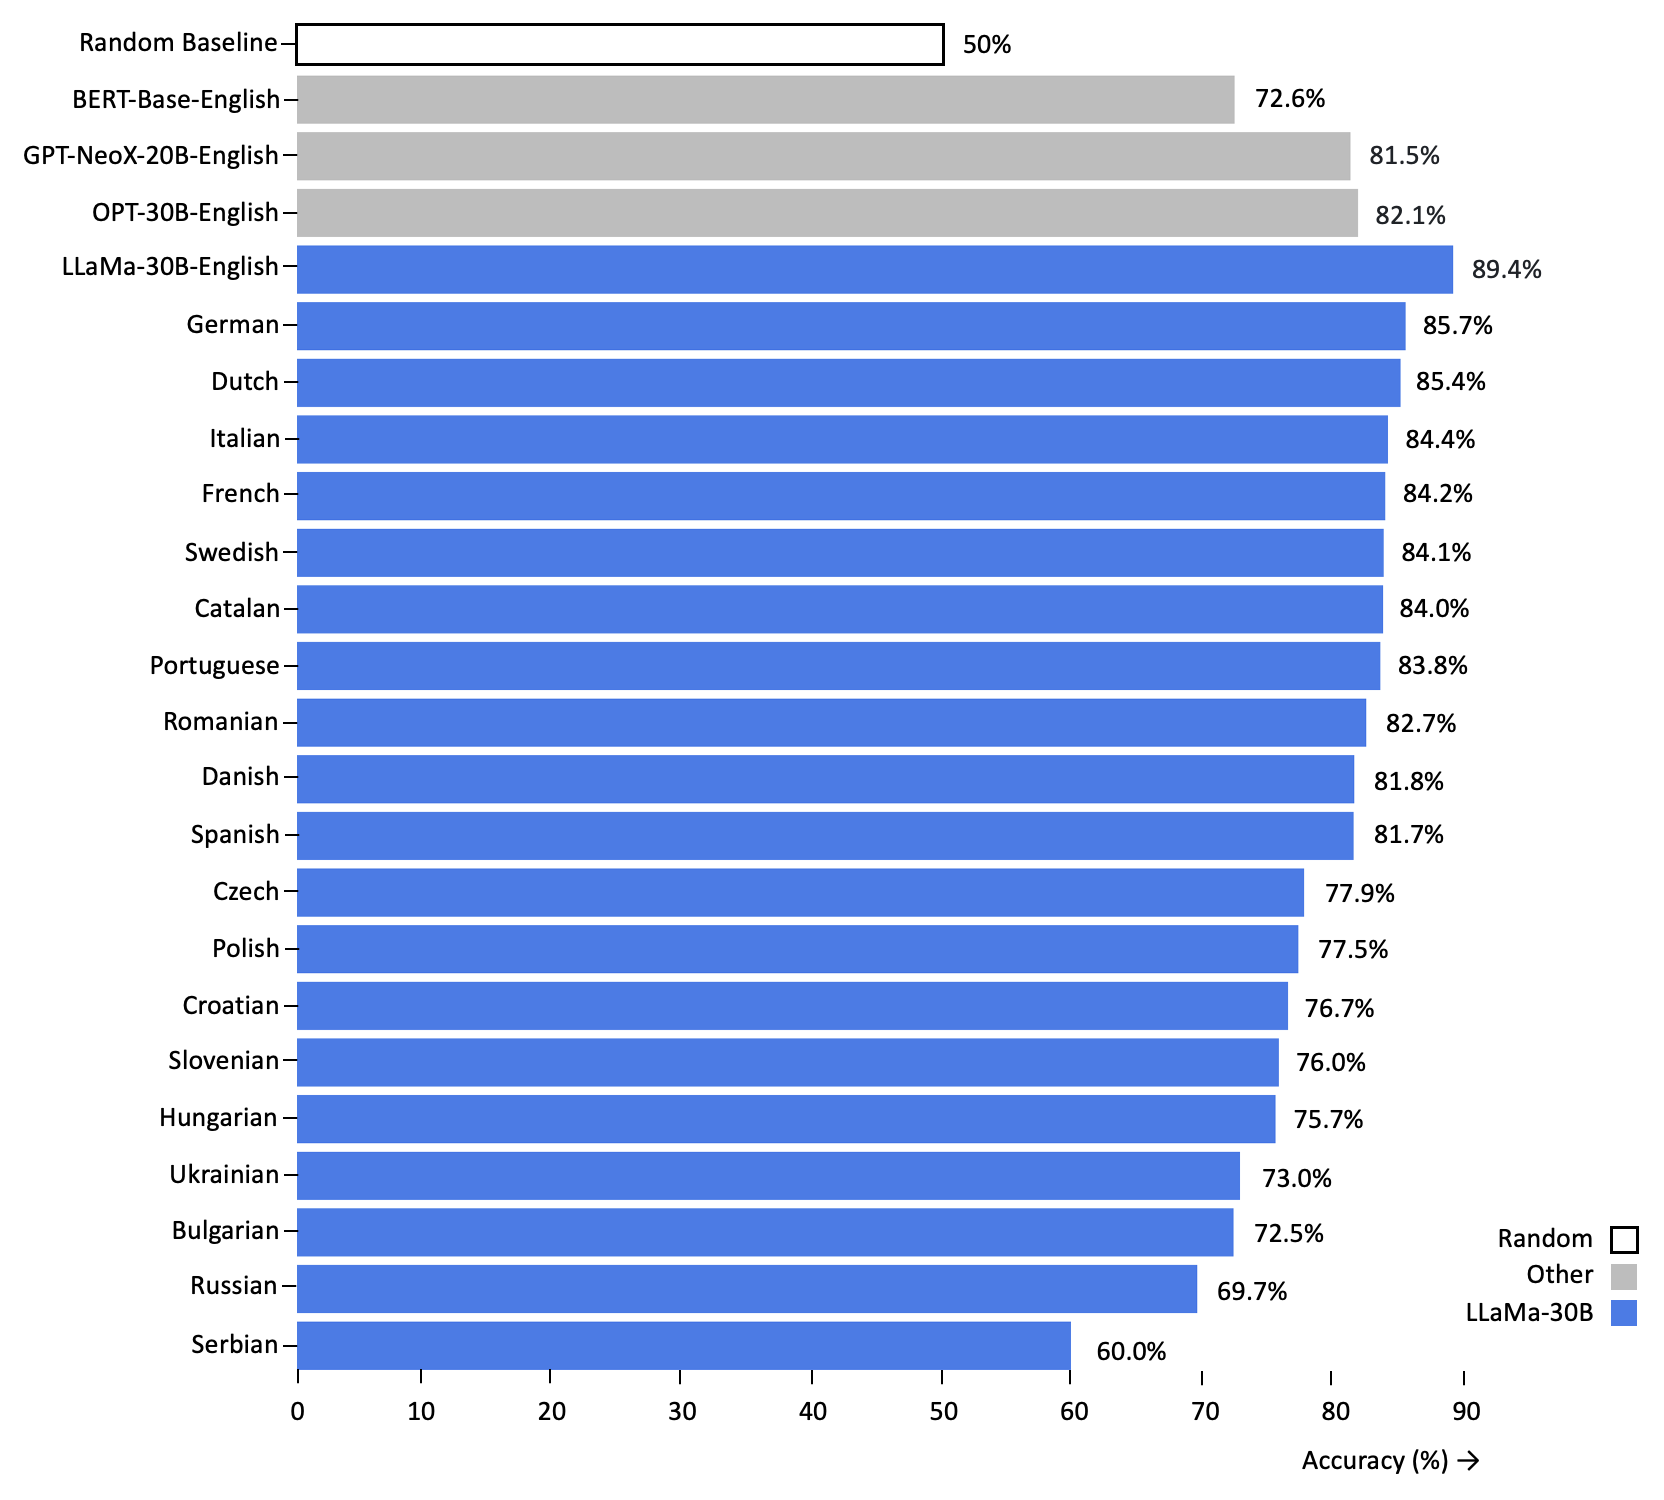 Random Baseline 50%
BERT-Base-English 72.6%
GPT-NeoX-20B-English 81.5%
OPT-30B-English 82.1%
LLaMa-30B-English 89.4%
German 85.7%
Dutch 85.4%
Italian 84.4%
French 84.2%
Swedish 84.1%
Catalan 84.0%
Portuguese 83.8%
Romanian 82.7%
Danish 81.8%
Spanish 81.7%
Czech 77.9%
Polish 77.5%
Croatian 76.7%
Slovenian 76.0%
Hungarian 75.7%
Ukrainian 73.0%
Bulgarian 72.5%
Russian 69.7%
Serbian 60.0%
Random
Other
LLaMa-30B
0 10 20 30 40 50 60 70 80 90
Accuracy (%) →